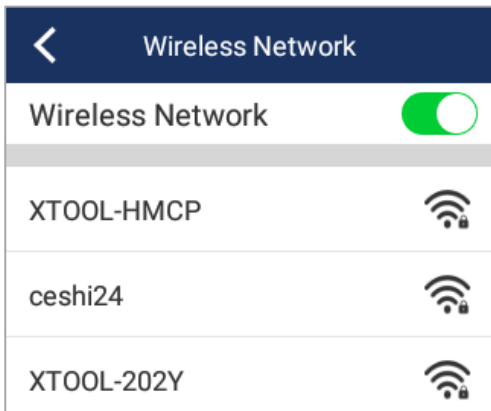 Wireless Network
Wireless Network
XTOOL-HMCP
ceshi24
XTOOL-202Y